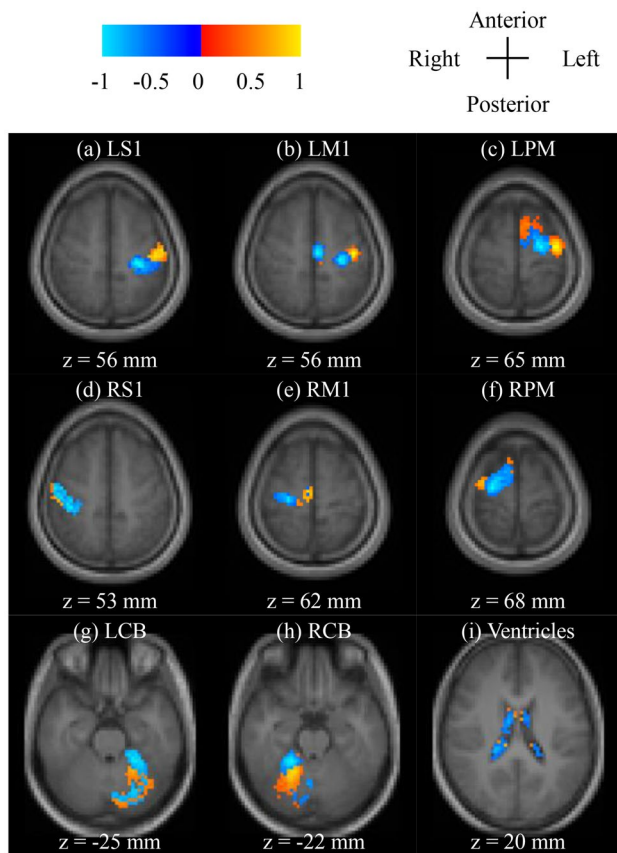 -1 -0.5 0 0.5 1
Anterior
Right Left
Posterior
(a) LS1 (b) LM1 (c) LPM
z = 56 mm z = 56 mm z = 65 mm
(d) RS1 (e) RM1 (f) RPM
z = 53 mm z = 62 mm z = 68 mm
(g) LCB (h) RCB (i) Ventricles
z = -25 mm z = -22 mm z = 20 mm